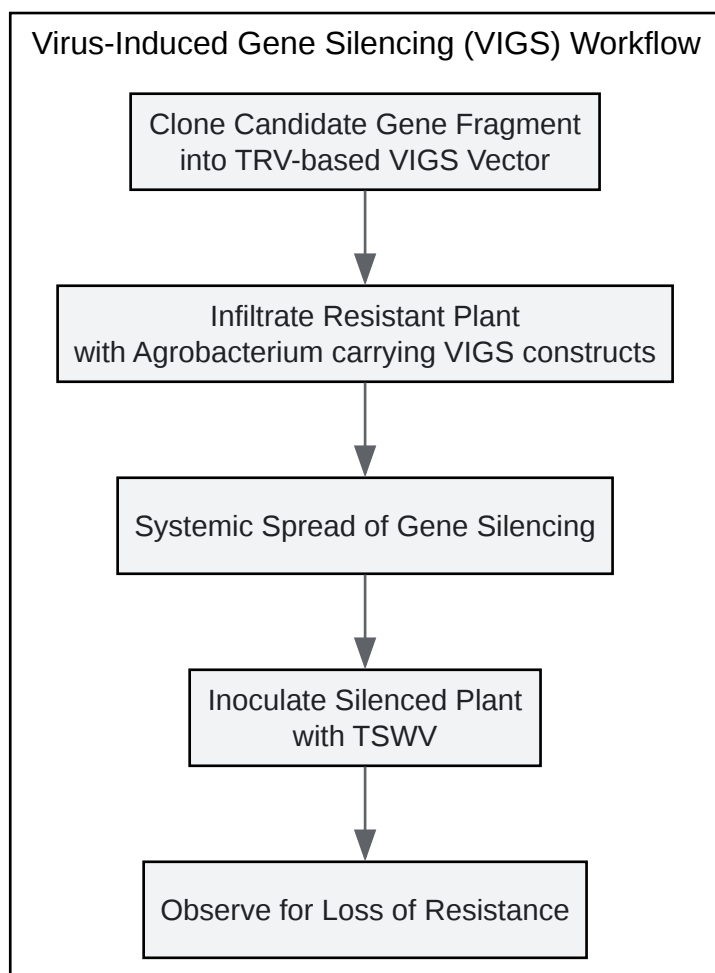 Virus-Induced Gene Silencing (VIGS) Workflow
Clone Candidate Gene Fragment
into TRV-based VIGS Vector
Infiltrate Resistant Plant
with Agrobacterium carrying VIGS constructs
Systemic Spread of Gene Silencing
Inoculate Silenced Plant
with TSWV
Observe for Loss of Resistance